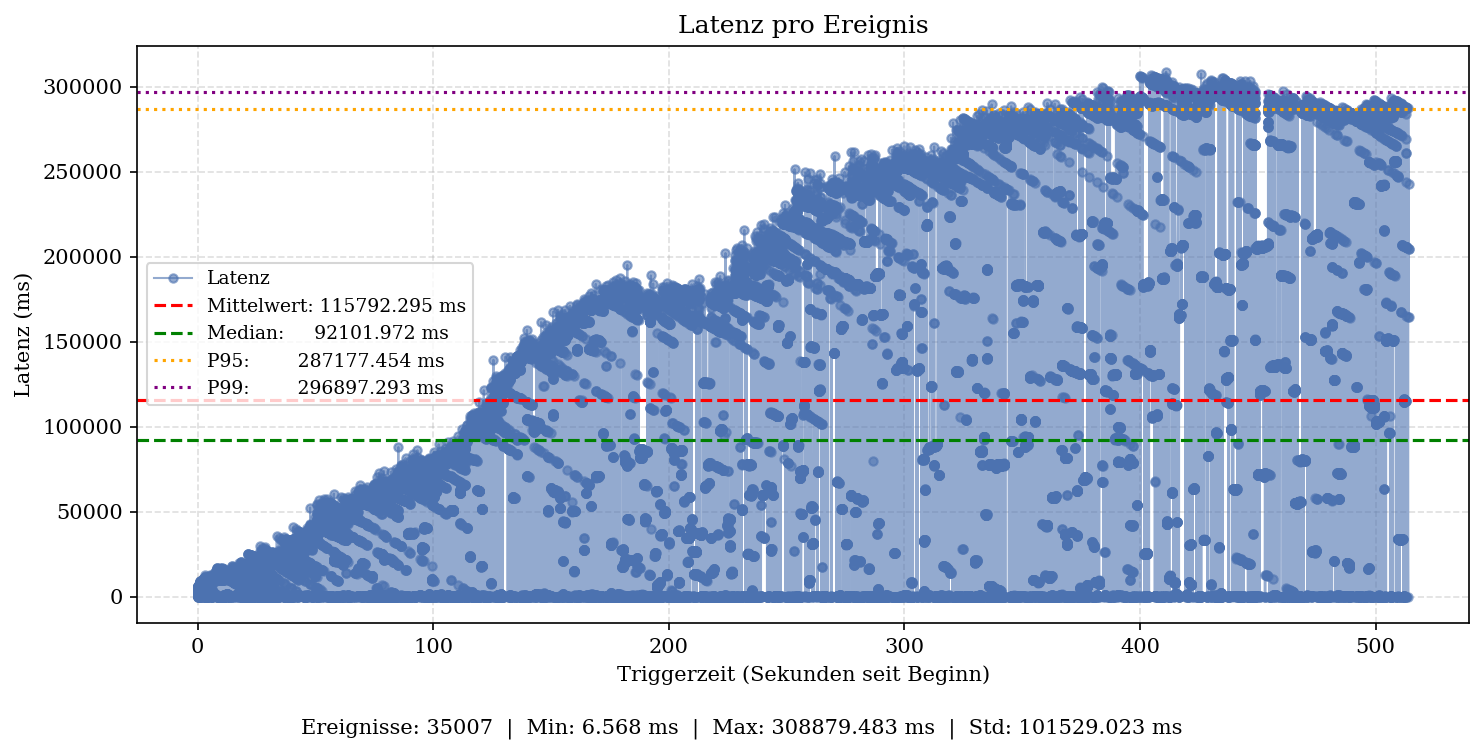 Latenz pro Ereignis
Latenz (ms)
300000
250000
200000
150000
100000
50000
0
Latenz
Mittelwert: 115792.295 ms
Median: 92101.972 ms
P95: 287177.454 ms
P99: 296897.293 ms
0 100 200 300 400 500
Triggerzeit (Sekunden seit Beginn)
Ereignisse: 35007 | Min: 6.568 ms | Max: 308879.483 ms | Std: 101529.023 ms